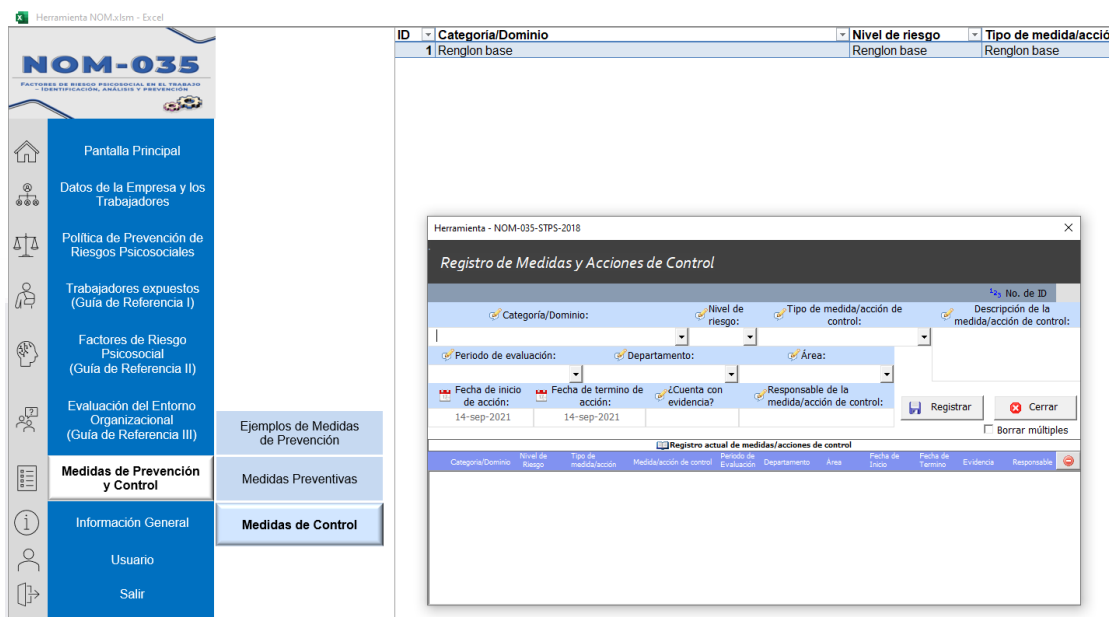 Herramienta NOM.xlsm - Excel
NOM-035
FACTORES DE RIESGO PSICOSOCIAL EN EL TRABAJO
- IDENTIFICACIÓN, ANÁLISIS Y PREVENCIÓN
Pantalla Principal
Datos de la Empresa y los
Trabajadores
Política de Prevención de
Riesgos Psicosociales
Trabajadores expuestos
(Guía de Referencia I)
Factores de Riesgo
Psicosocial
(Guía de Referencia II)
Evaluación del Entorno
Organizacional
(Guía de Referencia III)
Medidas de Prevención
y Control
Información General
Usuario
Salir
Ejemplos de Medidas
de Prevención
Medidas Preventivas
Medidas de Control
ID Categoria/Dominio Nivel de riesgo Tipo de medida/acció
1 Renglon base Renglon base Renglon base
Herramienta - NOM-035-STPS-2018
Registro de Medidas y Acciones de Control
No. de ID
Categoría/Dominio:
Nivel de
riesgo:
Tipo de medida/acción de
control:
Descripción de la
medida/acción de control:
Periodo de evaluación:
Departamento:
Área:
Fecha de inicio
de acción:
Fecha de termino de
acción:
¿Cuenta con
evidencia?
Responsable de la
medida/acción de control:
14-sep-2021
14-sep-2021
Registrar
Cerrar
Borrar múltiples
Registro actual de medidas/acciones de control
Categoría/Dominio
Nivel de
Riesgo
Tipo de
medida/acción
Medida/acción de control
Periodo de
Evaluación
Departamento
Área
Fecha de
Inicio
Fecha de
Termino
Evidencia
Responsable